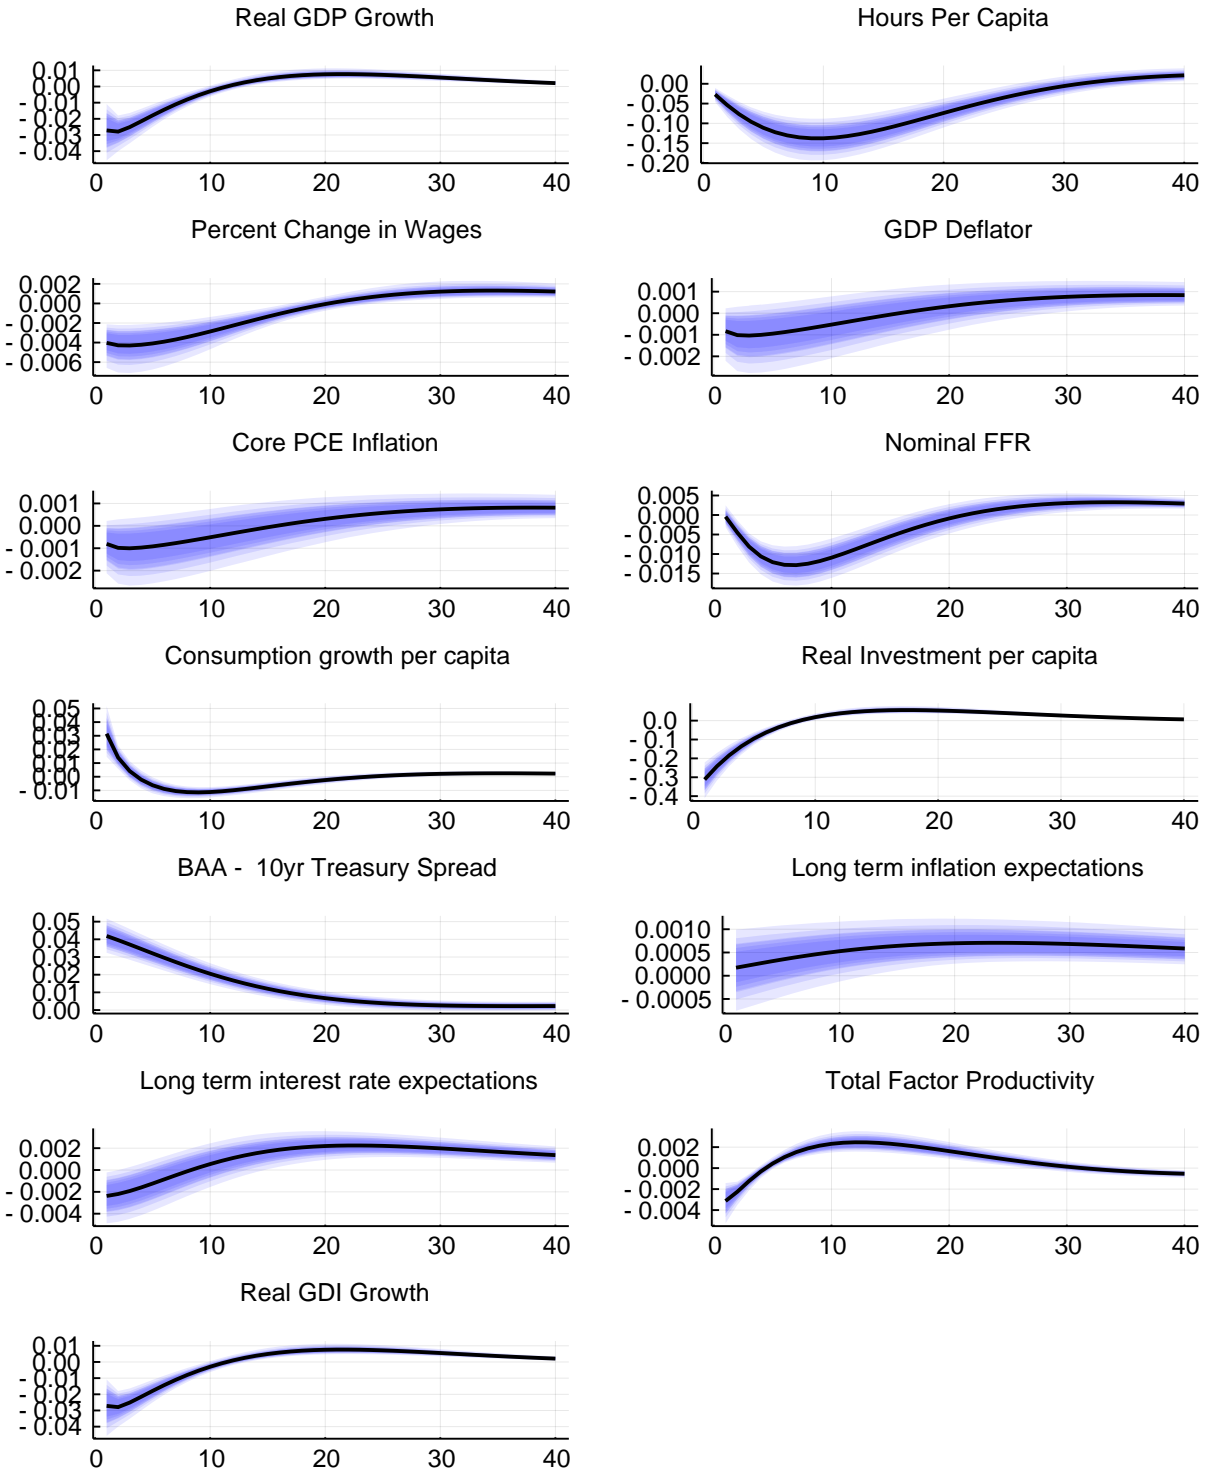 Real GDP Growth
0.01
0.00
- 0.01
- 0.02
- 0.03
- 0.04
0 10 20 30 40
Hours Per Capita
0.00
- 0.05
- 0.10
- 0.15
- 0.20
0 10 20 30 40
Percent Change in Wages
0.002
0.000
- 0.002
- 0.004
- 0.006
0 10 20 30 40
GDP Deflator
0.001
0.000
- 0.001
- 0.002
0 10 20 30 40
Core PCE Inflation
0.001
0.000
- 0.001
- 0.002
0 10 20 30 40
Nominal FFR
0.005
0.000
- 0.005
- 0.010
- 0.015
0 10 20 30 40
Consumption growth per capita
0.05
0.04
0.03
0.02
0.01
0.00
- 0.01
0 10 20 30 40
Real Investment per capita
0.0
- 0.1
- 0.2
- 0.3
- 0.4
0 10 20 30 40
BAA - 10yr Treasury Spread
0.05
0.04
0.03
0.02
0.01
0.00
0 10 20 30 40
Long term inflation expectations
0.0010
0.0005
0.0000
- 0.0005
0 10 20 30 40
Long term interest rate expectations
0.002
0.000
- 0.002
- 0.004
0 10 20 30 40
Total Factor Productivity
0.002
0.000
- 0.002
- 0.004
0 10 20 30 40
Real GDI Growth
0.01
0.00
- 0.01
- 0.02
- 0.03
- 0.04
0 10 20 30 40